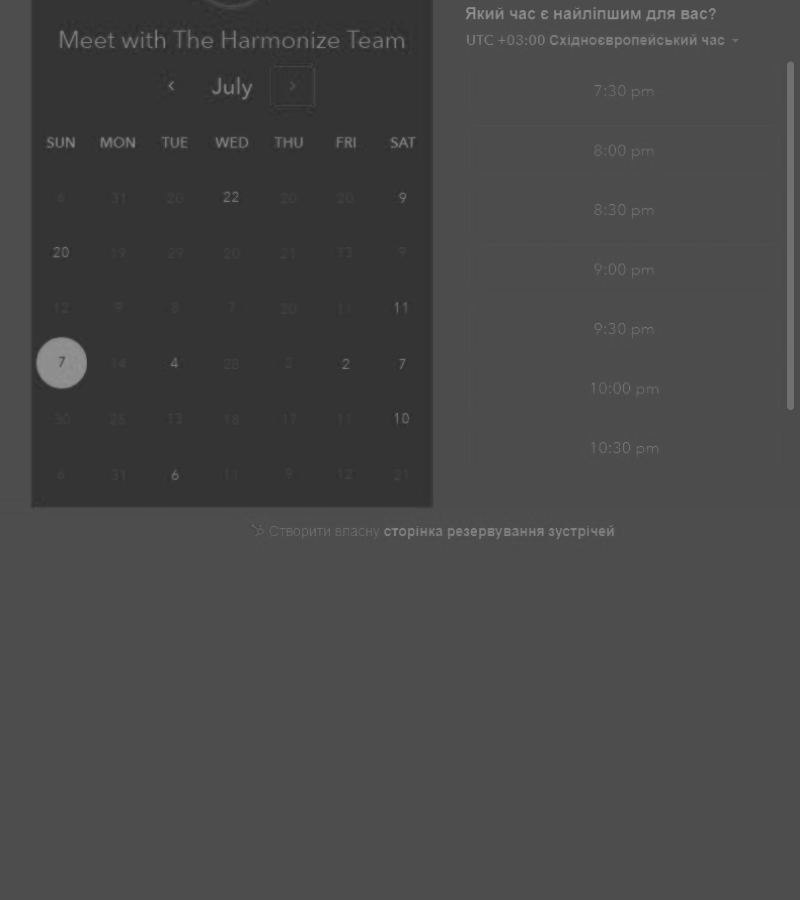 Meet with The Harmonize Team
July
SUN MON TUE WED THU FRI SAT
6 31 20 22 20 20 9
20 19 29 20 21 13 9
12 9 8 7 20 11 11
7 14 4 28 2 2 7
30 25 13 18 17 11 10
6 31 6 11 9 12 21
Який час є найліпшим для вас?
UTC +03:00 Східноєвропейський час
7:30 pm
8:00 pm
8:30 pm
9:00 pm
9:30 pm
10:00 pm
10:30 pm
Створити власну сторінка резервування зустрічей